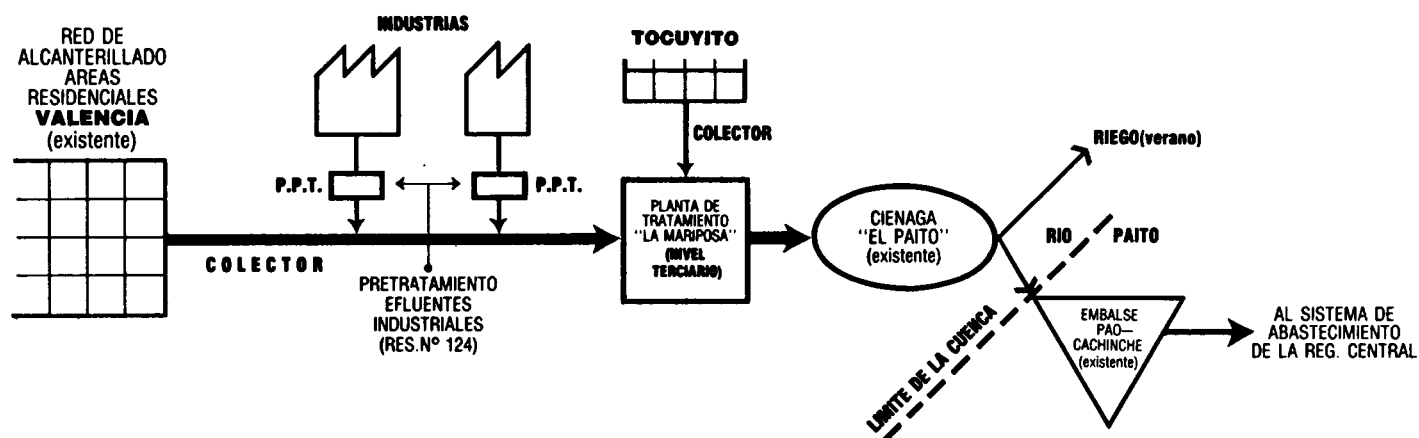 RED DE
ALCANTERILLADO
AREAS
RESIDENCIALES
VALENCIA
(existente)
INDUSTRIAS
P.P.T.
P.P.T.
COLECTOR
PRETRATAMIENTO
EFLUENTES
INDUSTRIALES
(RES.Nº 124)
TOCUYITO
COLECTOR
PLANTA DE
TRATAMIENTO
"LA MARIPOSA"
(NIVEL
TERCIARIO)
CIENAGA
"EL PAITO"
(existente)
RIEGO(verano)
RIO PAITO
LIMITE DE LA CUENCA
EMBALSE
PAO—
CACHINCHE
(existente)
AL SISTEMA DE
ABASTECIMIENTO
DE LA REG. CENTRAL